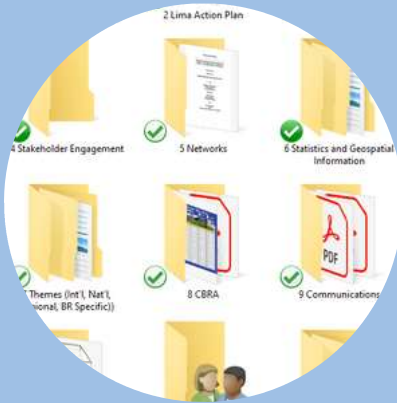 2 Lima Action Plan
4 Stakeholder Engagement
5 Networks
6 Statistics and Geospatial
Information
Themes (Int'l, Nat'l,
BR Specific))
8 CBRA
9 Communications
PDF